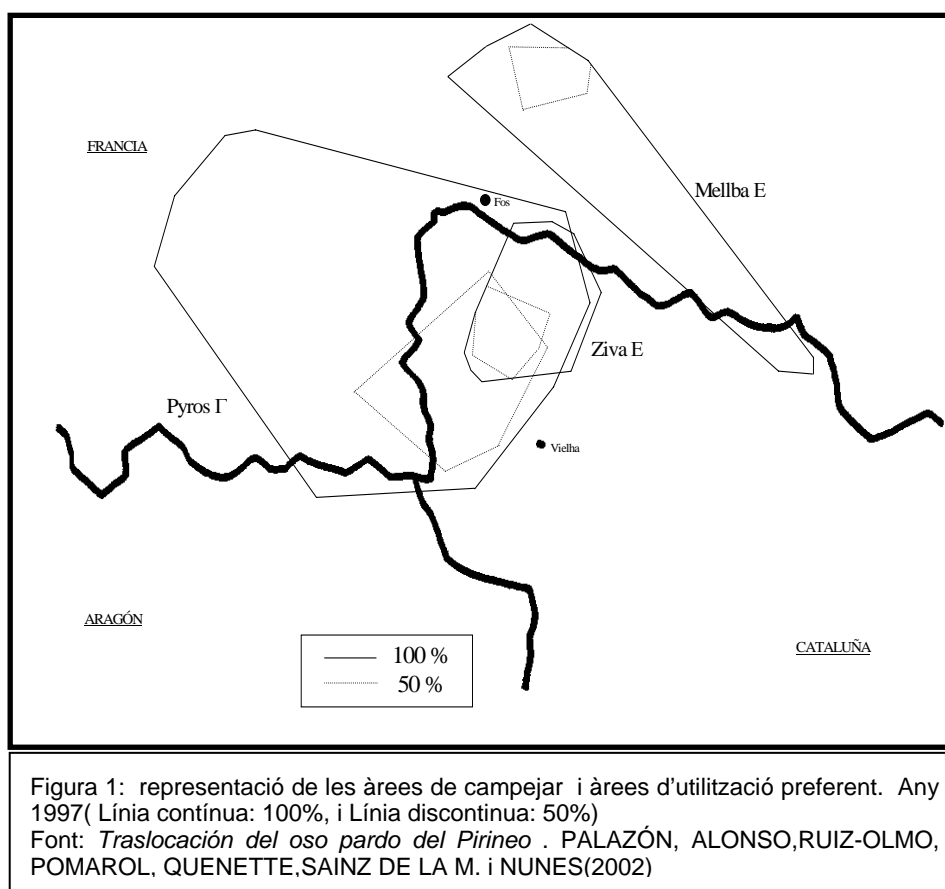 FRANCIA
Fos
Mellba E
Ziva E
Pyros Γ
Vielha
ARAGÓN
CATALUÑA
100 %
50 %
Figura 1: representació de les àrees de campejar i àrees d'utilització preferent. Any
1997( Línia contínua: 100%, i Línia discontinua: 50%)
Font: Traslocación del oso pardo del Pirineo . PALAZÓN, ALONSO,RUIZ-OLMO,
POMAROL, QUENETTE,SAINZ DE LA M. i NUNES(2002)